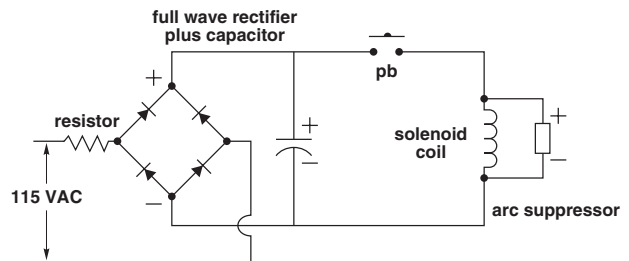 full wave rectifier
plus capacitor
+
pb
resistor
+
+
solenoid
coil
−
−
115 VAC
−
arc suppressor